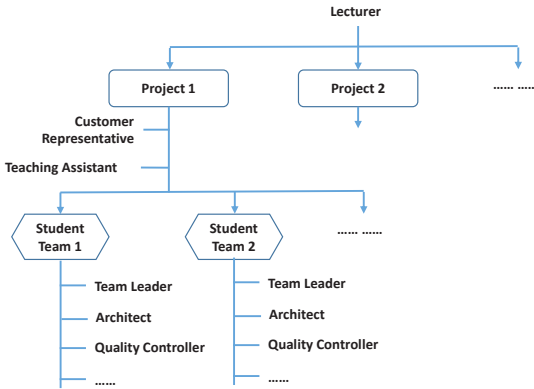 Lecturer
Project 1
Project 2
...... .....
Customer
Representative
Teaching Assistant
Student
Team 1
Student
Team 2
...... ......
Team Leader
Architect
Quality Controller
......
Team Leader
Architect
Quality Controller
......